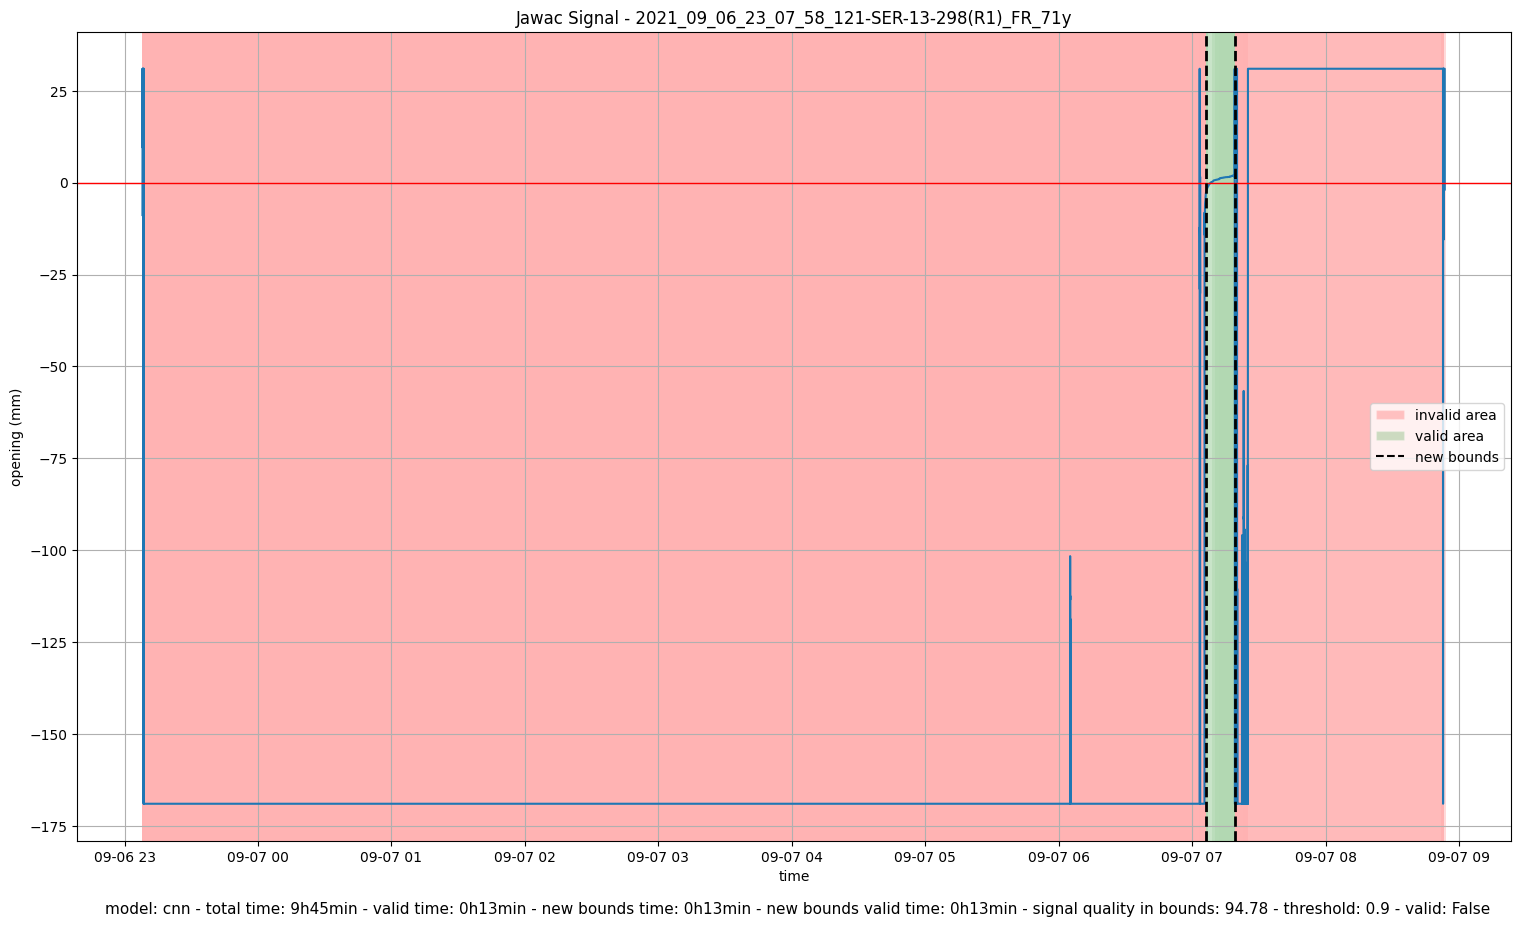 Jawac Signal - 2021_09_06_23_07_58_121-SER-13-298(R1)_FR_71y
25
0
−25
−50
−75
−100
−125
−150
−175
opening (mm)
invalid area
valid area
new bounds
09-06 23
09-07 00
09-07 01
09-07 02
09-07 03
09-07 04
09-07 05
09-07 06
09-07 07
09-07 08
09-07 09
time
model: cnn - total time: 9h45min - valid time: 0h13min - new bounds time: 0h13min - new bounds valid time: 0h13min - signal quality in bounds: 94.78 - threshold: 0.9 - valid: False